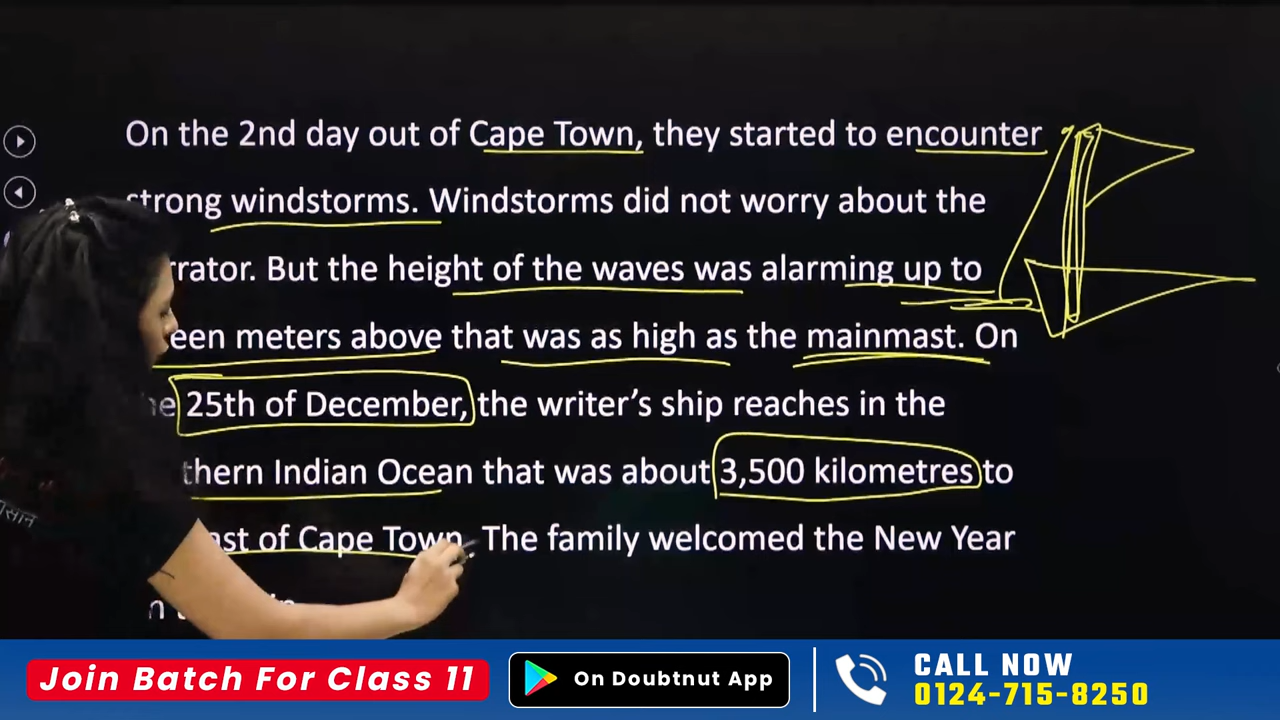 On the 2nd day out of Cape Town, they started to encounter
strong windstorms. Windstorms did not worry about the
rrator. But the height of the waves was alarming up to
een meters above that was as high as the mainmast. On
he 25th of December, the writer's ship reaches in the
thern Indian Ocean that was about 3,500 kilometres to
ast of Cape Town. The family welcomed the New Year
Join Batch For Class 11
On Doubtnut App
CALL NOW
0124-715-8250